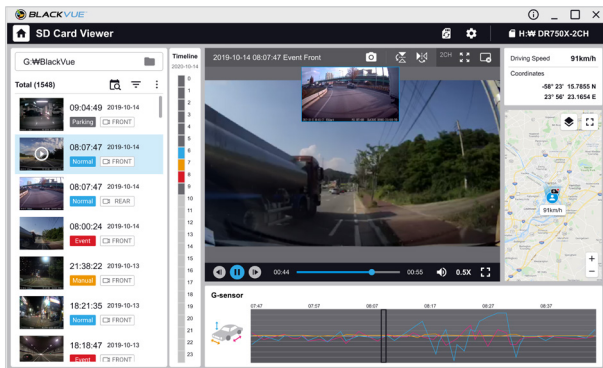 BLACKVUE
SD Card Viewer
H:₩ DR750X-2CH
G:₩BlackVue
Total (1548)
09:04:49 2019-10-14
Parking FRONT
08:07:47 2019-10-14
Normal FRONT
08:07:47 2019-10-14
Normal REAR
08:00:24 2019-10-14
Event FRONT
21:38:22 2019-10-13
Manual FRONT
18:21:35 2019-10-13
Normal FRONT
18:18:47 2019-10-13
Event FRONT
Timeline
2020-10-14
0
1
2
3
4
5
6
7
8
9
10
11
12
13
14
15
16
17
18
19
20
21
22
23
2019-10-14 08:07:47 Event Front
2CH
00:44
00:55
0.5X
Driving Speed 91km/h
Coordinates
-58° 23' 15.7855 N
23° 56' 23.1654 E
91km/h
+
−
G-sensor
07:47 07:57 08:07 08:17 08:27 08:37